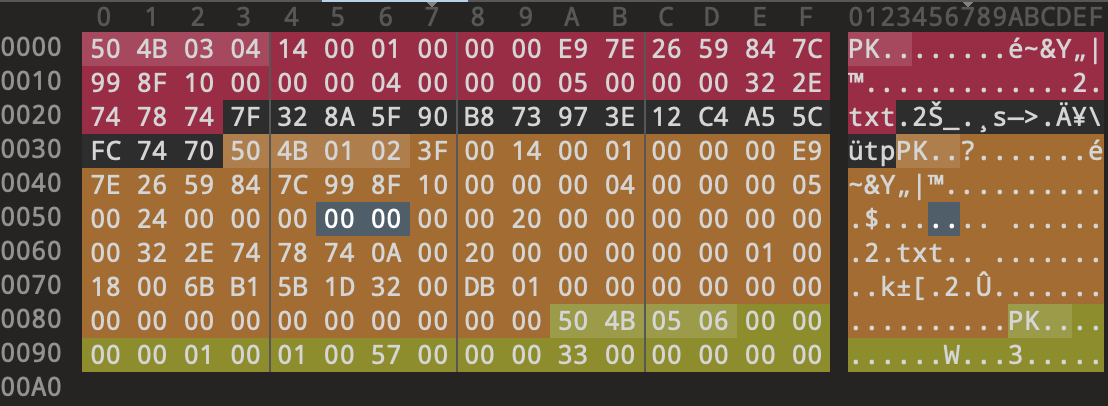 0 1 2 3 4 5 6 7 8 9 A B C D E F 0123456789ABCDEF
0000 50 4B 03 04 14 00 01 00 00 00 E9 7E 26 59 84 7C PK........é~&Y„|
0010 99 8F 10 00 00 00 04 00 00 00 05 00 00 00 32 2E ™.............2.
0020 74 78 74 7F 32 8A 5F 90 B8 73 97 3E 12 C4 A5 5C txt.2Š_.¸s—>.Ä¥\
0030 FC 74 70 50 4B 01 02 3F 00 14 00 01 00 00 00 E9 ütpPK..?.......é
0040 7E 26 59 84 7C 99 8F 10 00 00 00 04 00 00 00 05 ~&Y„|™..........
0050 00 24 00 00 00 00 00 00 00 20 00 00 00 00 00 00 .$....... ......
0060 00 32 2E 74 78 74 0A 00 20 00 00 00 00 00 01 00 .2.txt.. .......
0070 18 00 6B B1 5B 1D 32 00 DB 01 00 00 00 00 00 00 ..k±[.2.Û.......
0080 00 00 00 00 00 00 00 00 00 00 50 4B 05 06 00 00 ..........PK....
0090 00 00 01 00 01 00 57 00 00 00 33 00 00 00 00 00 ......W...3.....
00A0